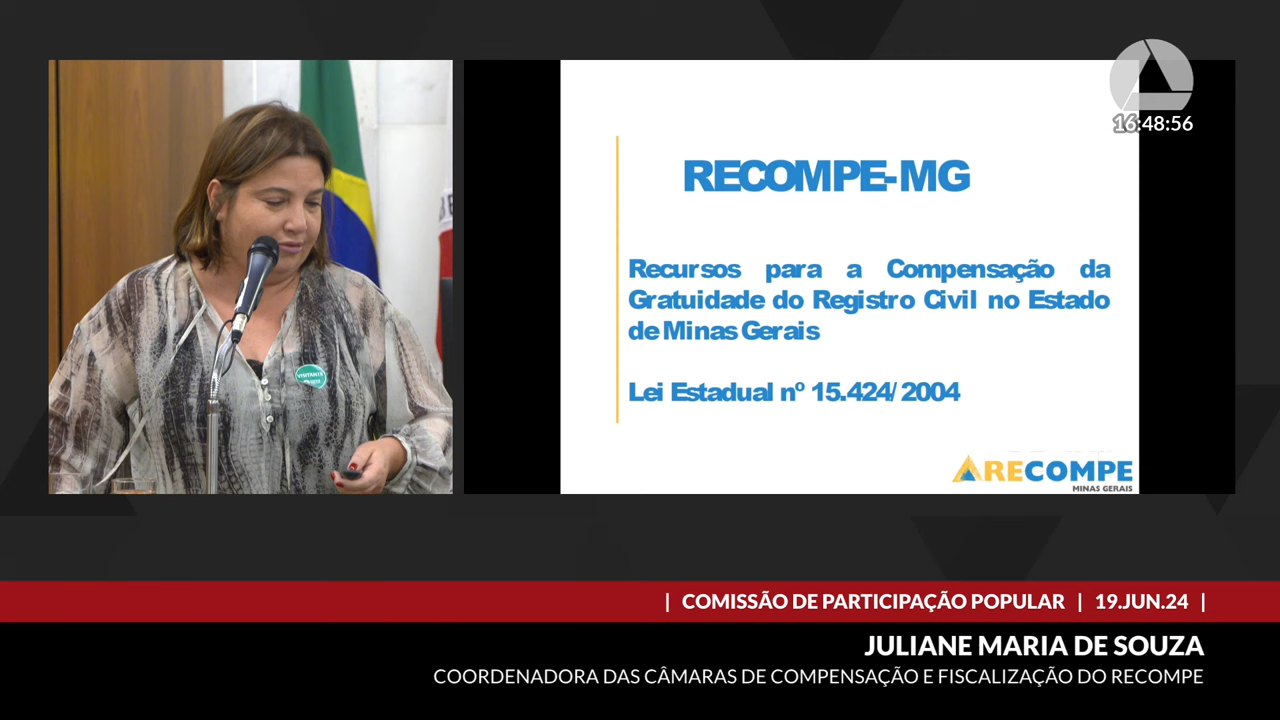 16:48:56
RECOMPE-MG
Recursos para a Compensação da
Gratuidade do Registro Civil no Estado
de Minas Gerais
Lei Estadual nº 15.424/ 2004
RECOMPE
MINAS GERAIS
VISITANTE
| COMISSÃO DE PARTICIPAÇÃO POPULAR | 19.JUN.24 |
JULIANE MARIA DE SOUZA
COORDENADORA DAS CÂMARAS DE COMPENSAÇÃO E FISCALIZAÇÃO DO RECOMPE